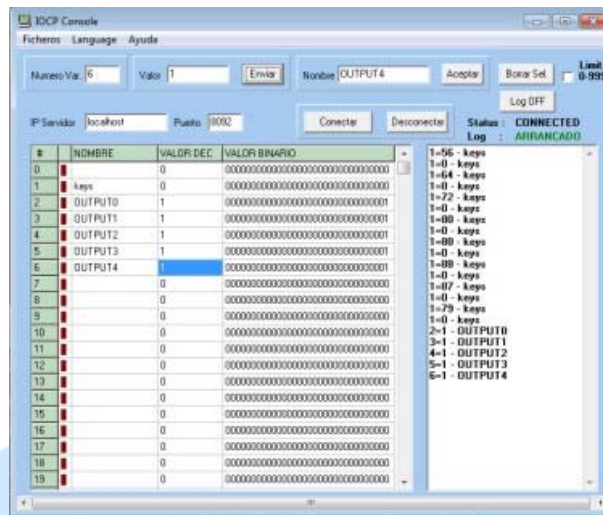 IOCP Console
Ficheros Language Ayuda
Numero Var. 6 Valor 1 Enviar Nombre OUTPUT4 Aceptar Borrar Sel. Limit 0-999
Log OFF
IP Servidor localhost Puerto 8092 Conectar Desconectar Status : CONNECTED
Log : ARRANCADO
# NOMBRE VALOR DEC VALOR BINARIO
0 0 00000000000000000000000000000000
1 keys 0 00000000000000000000000000000000
2 OUTPUT0 1 00000000000000000000000000000001
3 OUTPUT1 1 00000000000000000000000000000001
4 OUTPUT2 1 00000000000000000000000000000001
5 OUTPUT3 1 00000000000000000000000000000001
6 OUTPUT4 1 00000000000000000000000000000001
7 0 00000000000000000000000000000000
8 0 00000000000000000000000000000000
9 0 00000000000000000000000000000000
10 0 00000000000000000000000000000000
11 0 00000000000000000000000000000000
12 0 00000000000000000000000000000000
13 0 00000000000000000000000000000000
14 0 00000000000000000000000000000000
15 0 00000000000000000000000000000000
16 0 00000000000000000000000000000000
17 0 00000000000000000000000000000000
18 0 00000000000000000000000000000000
19 0 00000000000000000000000000000000
1=56 - keys
1=0 - keys
1=64 - keys
1=0 - keys
1=72 - keys
1=0 - keys
1=80 - keys
1=0 - keys
1=80 - keys
1=0 - keys
1=88 - keys
1=0 - keys
1=87 - keys
1=0 - keys
1=79 - keys
1=0 - keys
2=1 - OUTPUT0
3=1 - OUTPUT1
4=1 - OUTPUT2
5=1 - OUTPUT3
6=1 - OUTPUT4